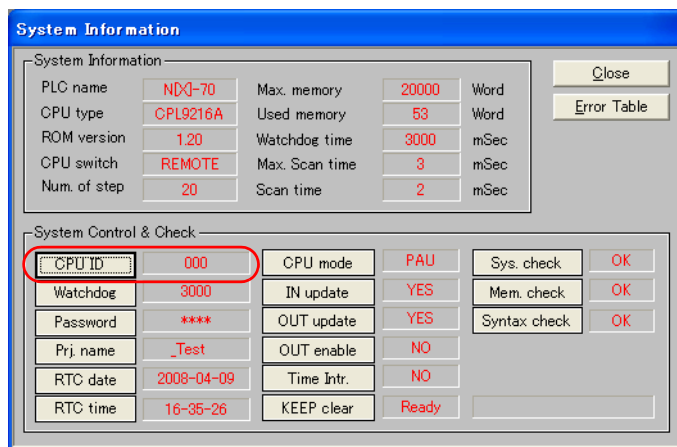 System Information
System Information
PLC name N[X]-70 Max. memory 20000 Word Close
CPU type CPL9216A Used memory 53 Word Error Table
ROM version 1.20 Watchdog time 3000 mSec
CPU switch REMOTE Max. Scan time 3 mSec
Num. of step 20 Scan time 2 mSec
System Control & Check
CPU ID 000 CPU mode PAU Sys. check OK
Watchdog 3000 IN update YES Mem. check OK
Password **** OUT update YES Syntax check OK
Prj. name _Test OUT enable NO
RTC date 2008-04-09 Time Intr. NO
RTC time 16-35-26 KEEP clear Ready